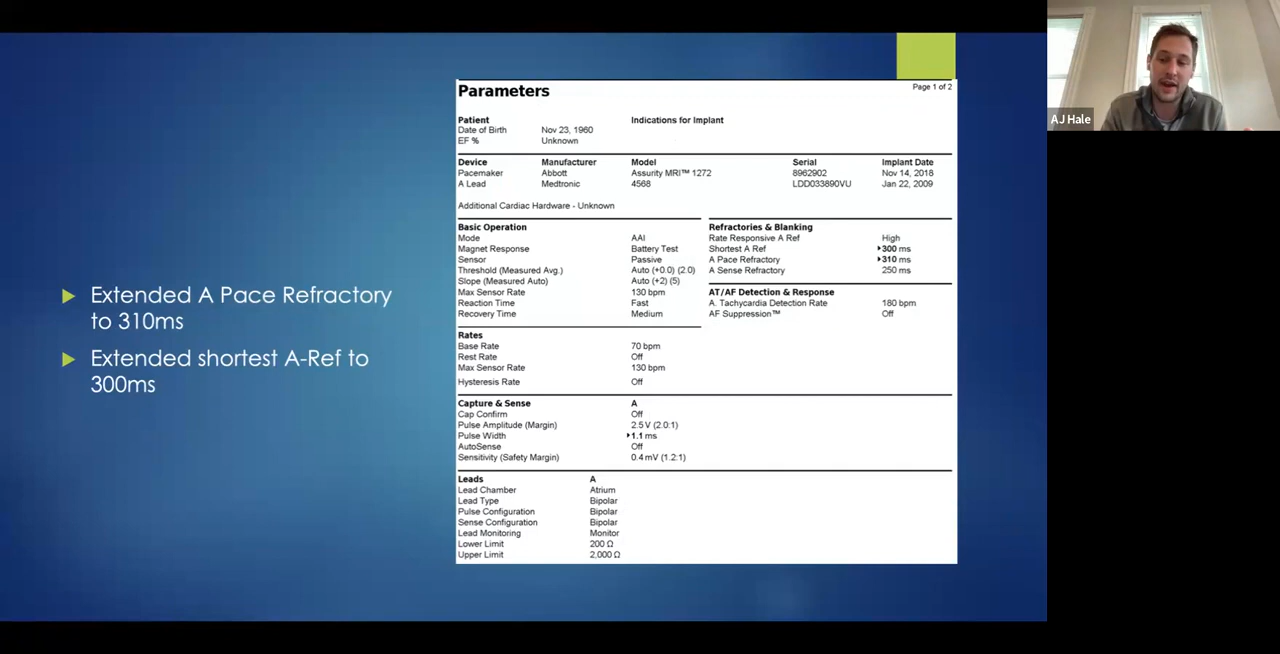 Extended A Pace Refractory
to 310ms
Extended shortest A-Ref to
300ms
Parameters
Page 1 of 2
Patient Indications for Implant
Date of Birth Nov 23, 1960
EF % Unknown
Device Manufacturer Model Serial Implant Date
Pacemaker Abbott Assurity MRI™ 1272 8962902 Nov 14, 2018
A Lead Medtronic 4568 LDD033890VU Jan 22, 2009
Additional Cardiac Hardware - Unknown
Basic Operation
Mode AAI
Magnet Response Battery Test
Sensor Passive
Threshold (Measured Avg.) Auto (+0.0) (2.0)
Slope (Measured Auto) Auto (+2) (5)
Max Sensor Rate 130 bpm
Reaction Time Fast
Recovery Time Medium
Refractories & Blanking
Rate Responsive A Ref High
Shortest A Ref 300 ms
A Pace Refractory 310 ms
A Sense Refractory 250 ms
AT/AF Detection & Response
A. Tachycardia Detection Rate 180 bpm
AF Suppression™ Off
Rates
Base Rate 70 bpm
Rest Rate Off
Max Sensor Rate 130 bpm
Hysteresis Rate Off
Capture & Sense A
Cap Confirm Off
Pulse Amplitude (Margin) 2.5 V (2.0:1)
Pulse Width 1.1 ms
AutoSense Off
Sensitivity (Safety Margin) 0.4 mV (1.2:1)
Leads A
Lead Chamber Atrium
Lead Type Bipolar
Pulse Configuration Bipolar
Sense Configuration Bipolar
Lead Monitoring Monitor
Lower Limit 200 Ω
Upper Limit 2,000 Ω
AJ Hale